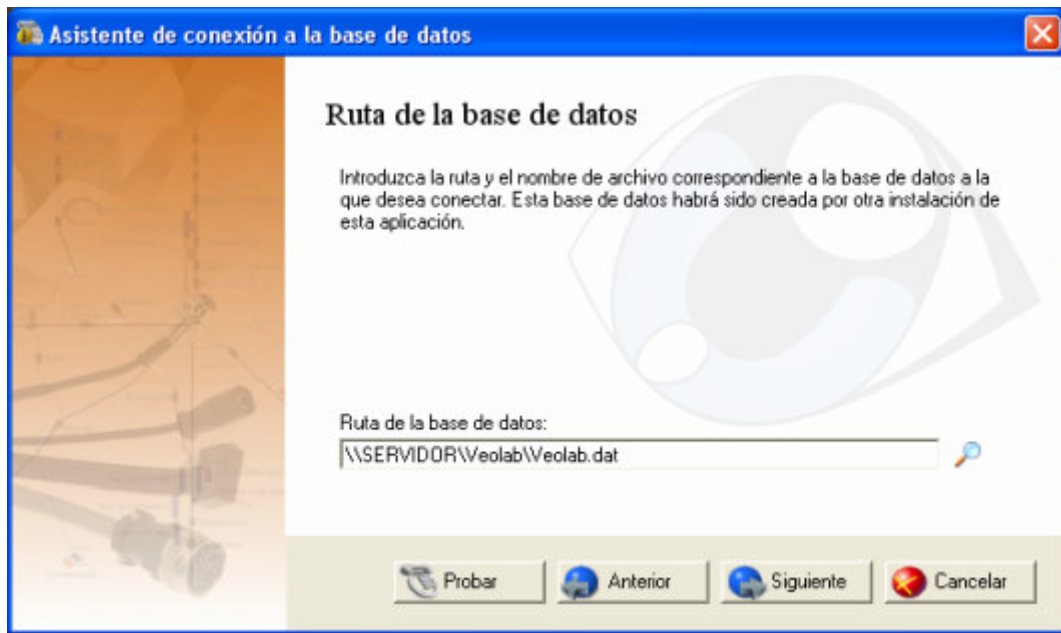 Asistente de conexión a la base de datos
Ruta de la base de datos
Introduzca la ruta y el nombre de archivo correspondiente a la base de datos a la
que desea conectar. Esta base de datos habrá sido creada por otra instalación de
esta aplicación.
Ruta de la base de datos:
\\SERVIDOR\Veolab\Veolab.dat
Probar
Anterior
Siguiente
Cancelar